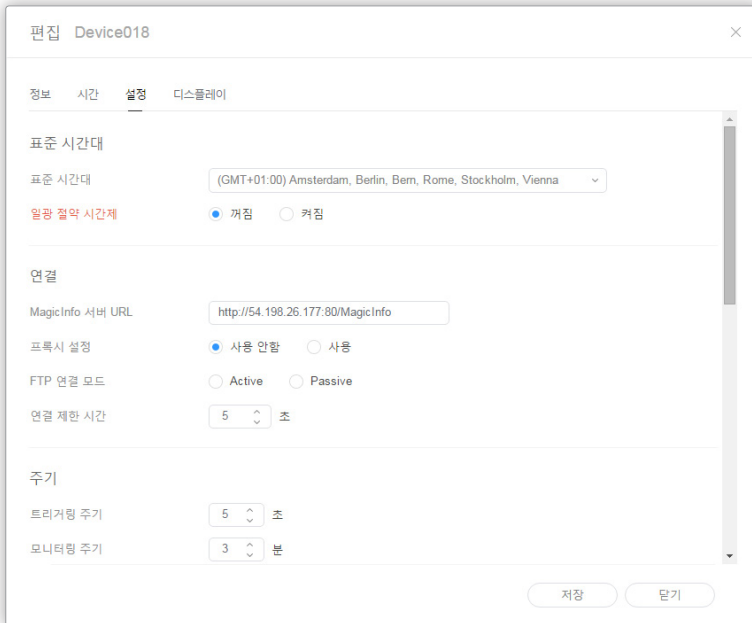 편집 Device018
정보 시간 설정 디스플레이
표준 시간대
표준 시간대 (GMT+01:00) Amsterdam, Berlin, Bern, Rome, Stockholm, Vienna
일광 절약 시간제 꺼짐 켜짐
연결
MagicInfo 서버 URL http://54.198.26.177:80/MagicInfo
프록시 설정 사용 안함 사용
FTP 연결 모드 Active Passive
연결 제한 시간 5 초
주기
트리거링 주기 5 초
모니터링 주기 3 분
저장 닫기